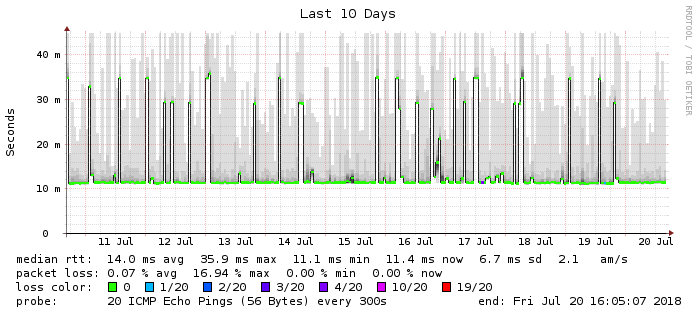 Last 10 Days
RRDTOOL / TOBI OETIKER
Seconds
40 m
30 m
20 m
10 m
0
11 Jul 12 Jul 13 Jul 14 Jul 15 Jul 16 Jul 17 Jul 18 Jul 19 Jul 20 Jul
median rtt: 14.0 ms avg 35.9 ms max 11.1 ms min 11.4 ms now 6.7 ms sd 2.1 am/s
packet loss: 0.07 % avg 16.94 % max 0.00 % min 0.00 % now
loss color: 0 1/20 2/20 3/20 4/20 10/20 19/20
probe: 20 ICMP Echo Pings (56 Bytes) every 300s end: Fri Jul 20 16:05:07 2018